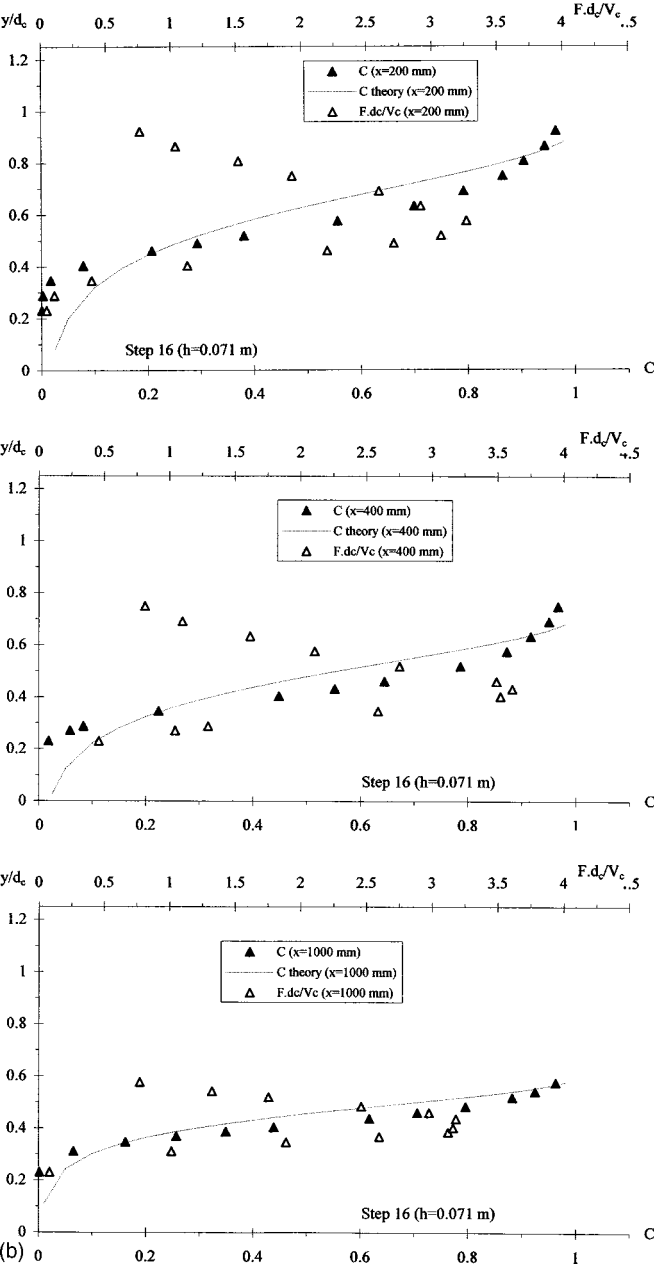 y/d_c 0 0.5 1 1.5 2 2.5 3 3.5 4 F.d_c/V_c .5
1.2
▲ C (x=200 mm)
C theory (x=200 mm)
△ F.dc/Vc (x=200 mm)
1
0.8
0.6
0.4
0.2
Step 16 (h=0.071 m)
0
C
0 0.2 0.4 0.6 0.8 1
y/d_c 0 0.5 1 1.5 2 2.5 3 3.5 4 F.d_c/V_c .5
1.2
▲ C (x=400 mm)
C theory (x=400 mm)
△ F.dc/Vc (x=400 mm)
1
0.8
0.6
0.4
0.2
Step 16 (h=0.071 m)
0
C
0 0.2 0.4 0.6 0.8 1
y/d_c 0 0.5 1 1.5 2 2.5 3 3.5 4 F.d_c/V_c .5
1.2
▲ C (x=1000 mm)
C theory (x=1000 mm)
△ F.dc/Vc (x=1000 mm)
1
0.8
0.6
0.4
0.2
Step 16 (h=0.071 m)
0
C
(b) 0 0.2 0.4 0.6 0.8 1